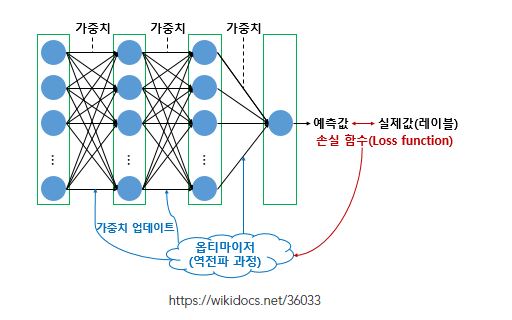 가중치 가중치 가중치
예측값 실제값(레이블)
손실 함수(Loss function)
가중치 업데이트
옵티마이저
(역전파 과정)
https://wikidocs.net/36033